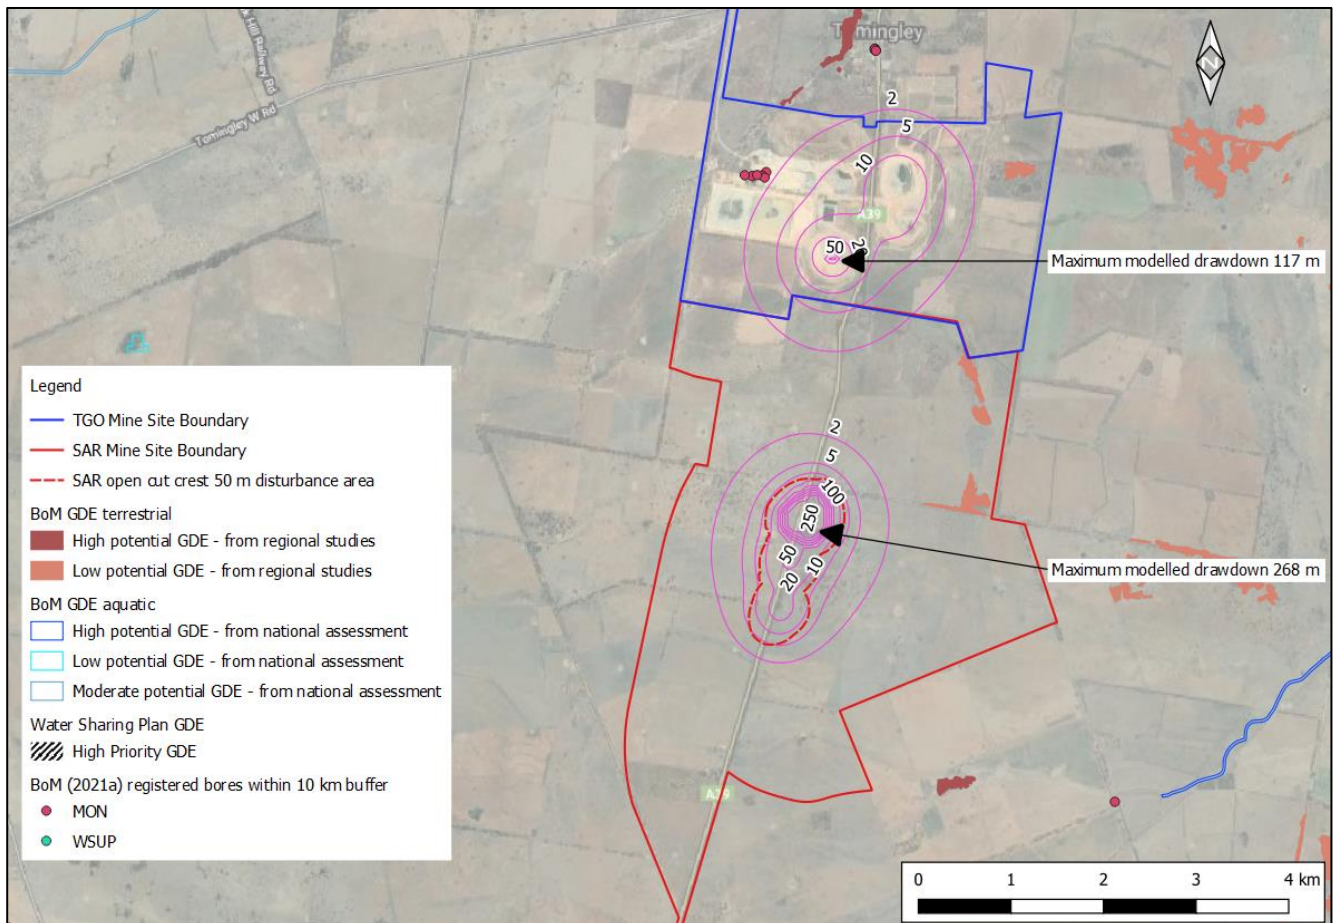 Tomingley
N
Hill Railway Rd
Tomingley W Rd
2
5
10
A39
50
20
Maximum modelled drawdown 117 m
Legend
TGO Mine Site Boundary
SAR Mine Site Boundary
SAR open cut crest 50 m disturbance area
BoM GDE terrestrial
High potential GDE - from regional studies
Low potential GDE - from regional studies
BoM GDE aquatic
High potential GDE - from national assessment
Low potential GDE - from national assessment
Moderate potential GDE - from national assessment
Water Sharing Plan GDE
High Priority GDE
BoM (2021a) registered bores within 10 km buffer
MON
WSUP
2
5
100
250
50
10
20
Maximum modelled drawdown 268 m
A39
0 1 2 3 4 km